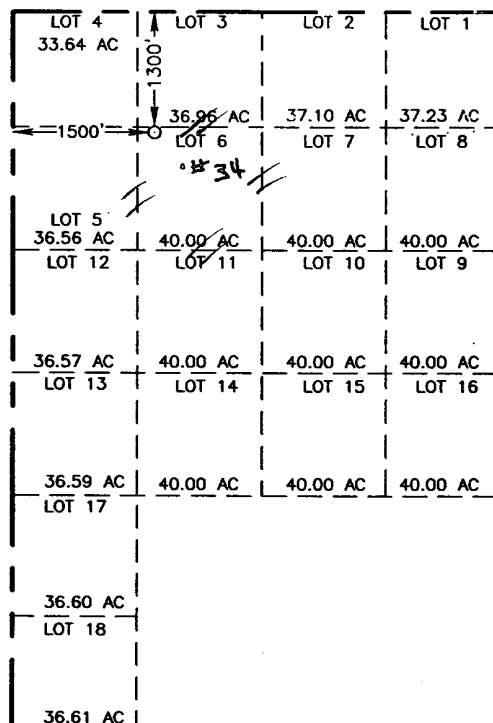 LOT 4 LOT 3 LOT 2 LOT 1
33.64 AC
1300'
36.96 AC 37.10 AC 37.23 AC
1500'
LOT 6 LOT 7 LOT 8
#34
LOT 5
36.56 AC 40.00 AC 40.00 AC 40.00 AC
LOT 12 LOT 11 LOT 10 LOT 9
36.57 AC 40.00 AC 40.00 AC 40.00 AC
LOT 13 LOT 14 LOT 15 LOT 16
36.59 AC 40.00 AC 40.00 AC 40.00 AC
LOT 17
36.60 AC
LOT 18
36.61 AC